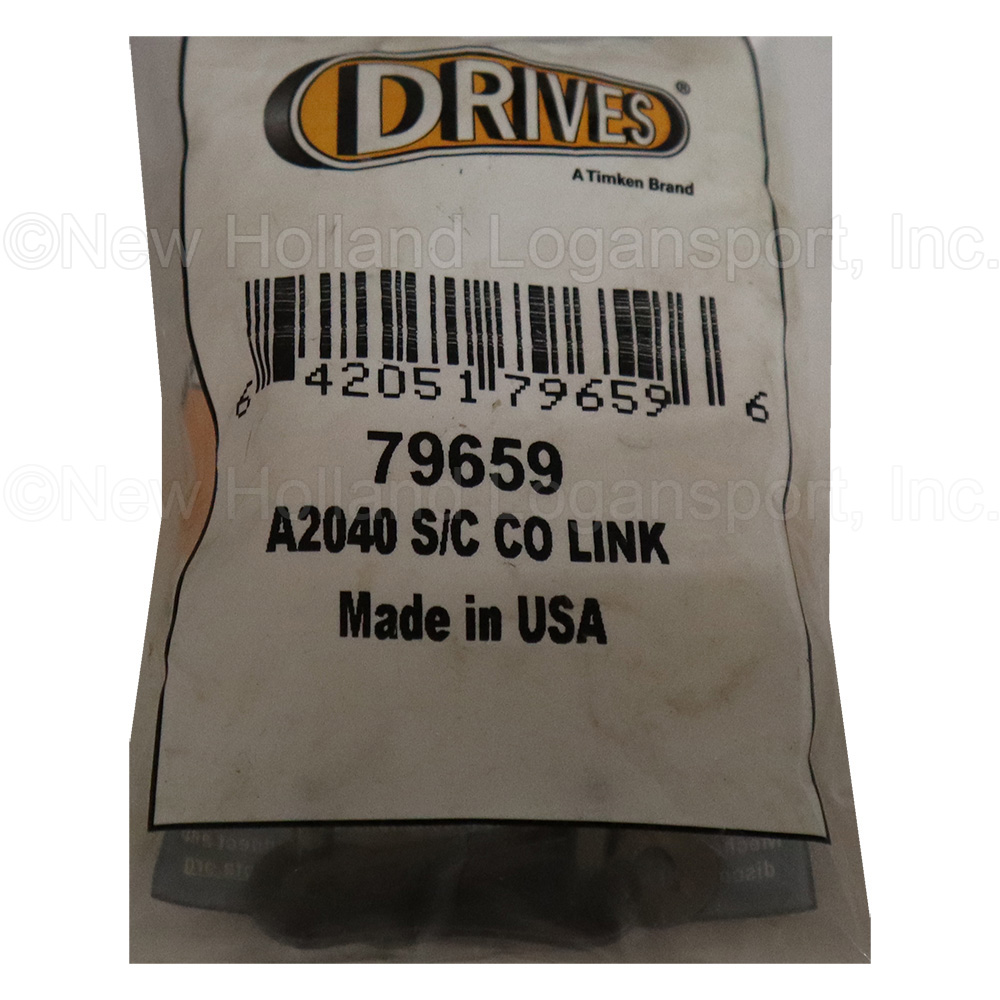 DRIVES®
A Timken Brand
©New Holland Logansport, Inc.
6 42051 79659 6
79659
©New Holland Logansport, Inc.
A2040 S/C CO LINK
Made in USA